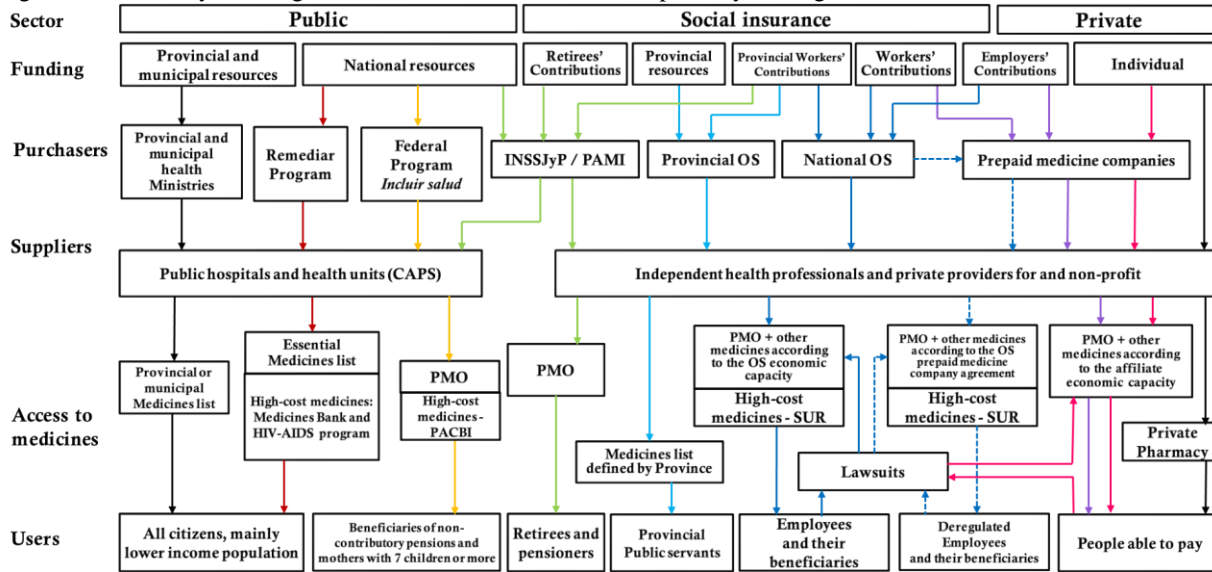 Sector
Public
Social insurance
Private
Funding
Provincial and
municipal resources
National resources
Retirees'
Contributions
Provincial
resources
Provincial Workers'
Contributions
Workers'
Contributions
Employers'
Contributions
Individual
Purchasers
Provincial and
municipal
health
Ministries
Remediar
Program
Federal
Program
Incluir salud
INSSJyP / PAMI
Provincial OS
National OS
Prepaid medicine companies
Suppliers
Public hospitals and health units (CAPS)
Independent health professionals and private providers for and non-profit
Access to
medicines
Provincial or
municipal
Medicines list
Essential
Medicines list
High-cost medicines:
Medicines Bank and
HIV-AIDS program
PMO
High-cost
medicines-
PACBI
PMO
Medicines list
defined by Province
PMO + other
medicines according
to the OS economic
capacity
High-cost
medicines - SUR
PMO + other medicines
according to the OS
prepaid medicine
company agreement
High-cost
medicines - SUR
PMO + other
medicines according
to the affiliate
economic capacity
Lawsuits
Private
Pharmacy
Users
All citizens, mainly
lower income population
Beneficiaries of non-
contributory pensions and
mothers with 7 children or more
Retirees and
pensioners
Provincial
Public servants
Employees
and their
beneficiaries
Deregulated
Employees
and their beneficiaries
People able to pay